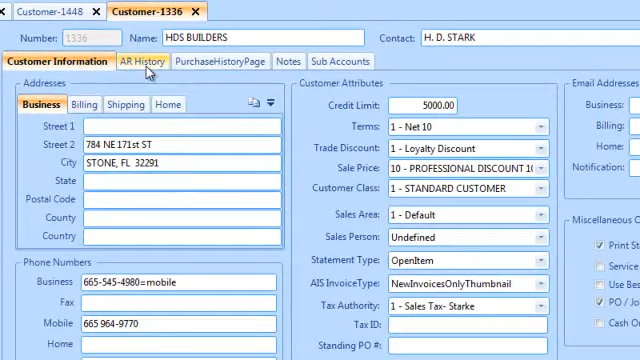 Customer-1448 Customer-1336
Number: 1336 Name: HDS BUILDERS Contact: H. D. STARK
Customer Information AR History PurchaseHistoryPage Notes Sub Accounts
Addresses
Business Billing Shipping Home
Street 1
Street 2 784 NE 171st ST
City STONE, FL 32291
State
Postal Code
County
Country
Phone Numbers
Business 665-545-4980=mobile
Fax
Mobile 665 964-9770
Home
Customer Attributes
Credit Limit: 5000.00
Terms: 1 - Net 10
Trade Discount: 1 - Loyalty Discount
Sale Price: 10 - PROFESSIONAL DISCOUNT
Customer Class: 1 - STANDARD CUSTOMER
Sales Area: 1 - Default
Sales Person: Undefined
Statement Type: OpenItem
AIS InvoiceType: NewInvoicesOnlyThumbnail
Tax Authority: 1 - Sales Tax- Starke
Tax ID:
Standing PO #:
Email Addresses
Business:
Billing:
Home:
Notification:
Miscellaneous O
Print St
Service
Use Bes
PO / Jo
Cash On